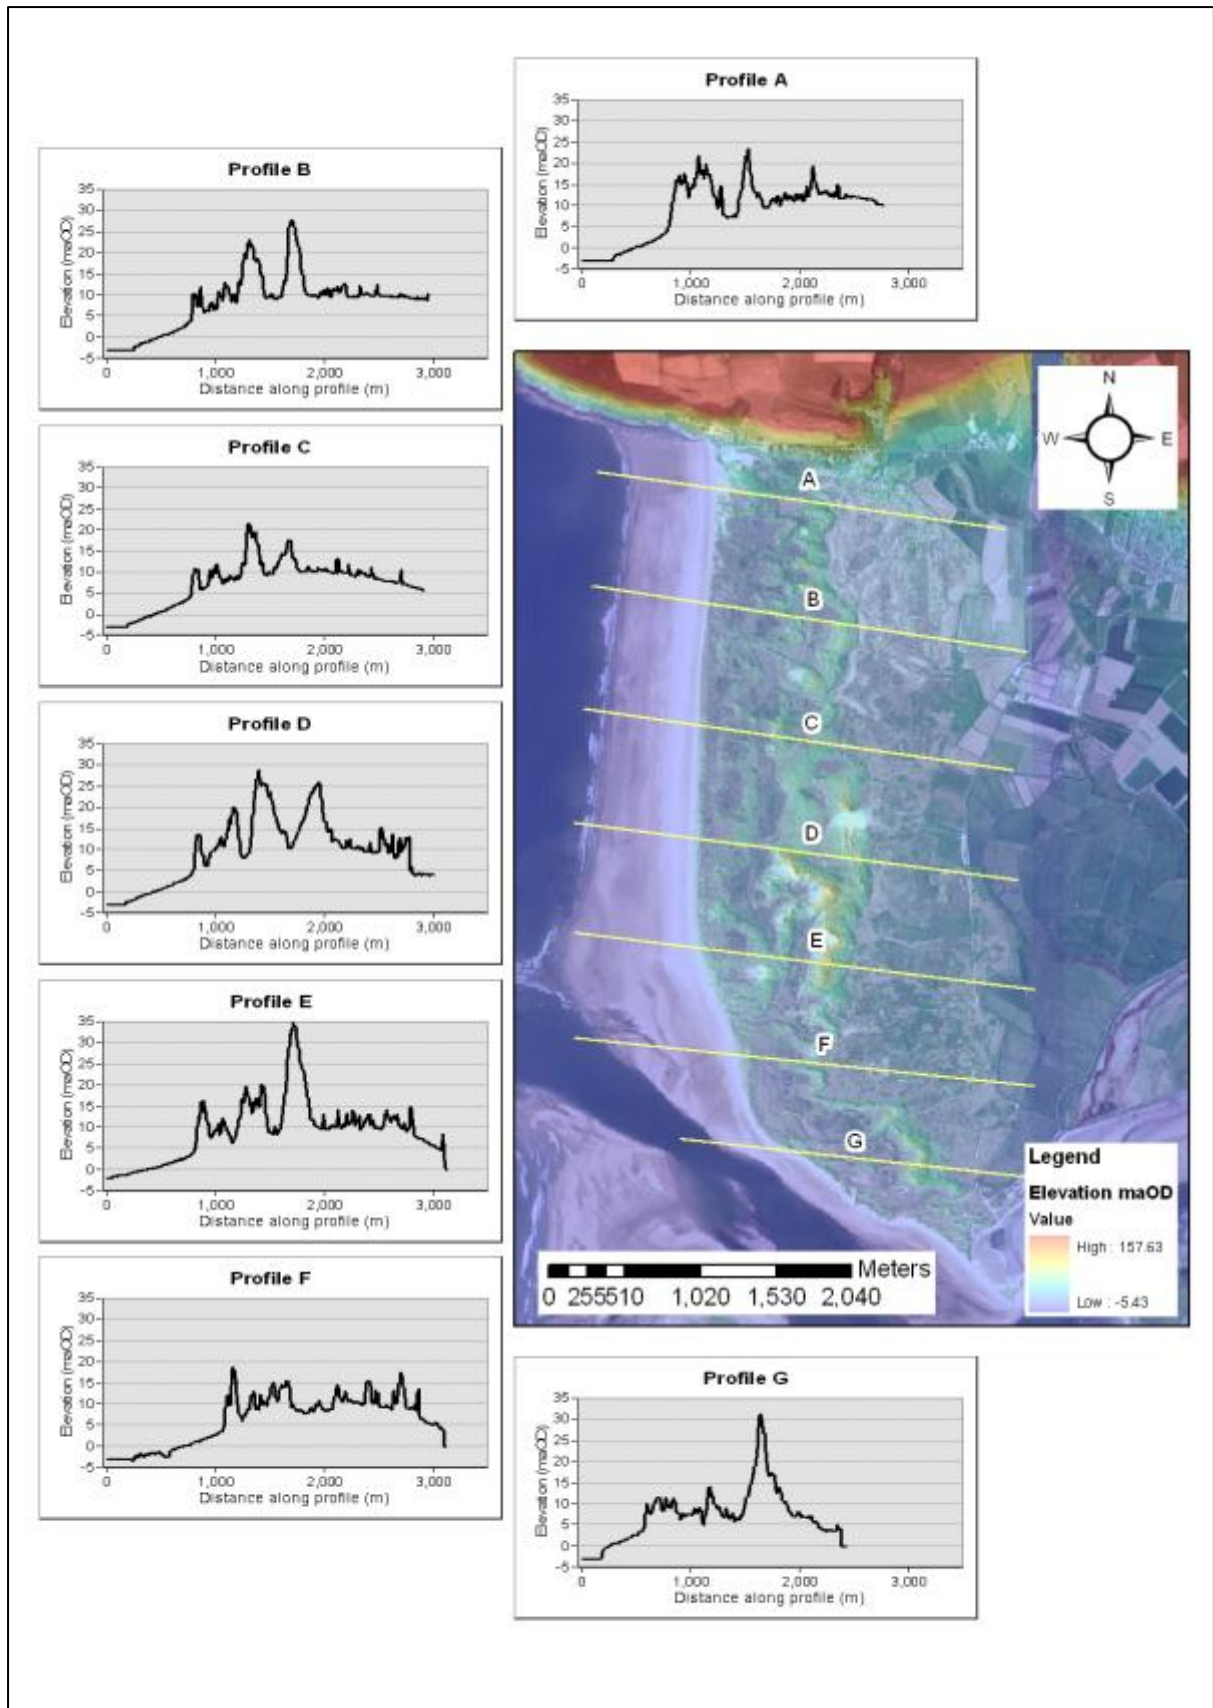 Profile A
Elevation (maOD)
35
30
25
20
15
10
5
0
-5
0 1,000 2,000 3,000
Distance along profile (m)
Profile B
Elevation (maOD)
35
30
25
20
15
10
5
0
-5
0 1,000 2,000 3,000
Distance along profile (m)
Profile C
Elevation (maOD)
35
30
25
20
15
10
5
0
-5
0 1,000 2,000 3,000
Distance along profile (m)
Profile D
Elevation (maOD)
35
30
25
20
15
10
5
0
-5
0 1,000 2,000 3,000
Distance along profile (m)
Profile E
Elevation (maOD)
35
30
25
20
15
10
5
0
-5
0 1,000 2,000 3,000
Distance along profile (m)
Profile F
Elevation (maOD)
35
30
25
20
15
10
5
0
-5
0 1,000 2,000 3,000
Distance along profile (m)
N
W E
S
A
B
C
D
E
F
G
Legend
Elevation maOD
Value
High : 157.63
Low : -5.43
Meters
0 255510 1,020 1,530 2,040
Profile G
Elevation (maOD)
35
30
25
20
15
10
5
0
-5
0 1,000 2,000 3,000
Distance along profile (m)